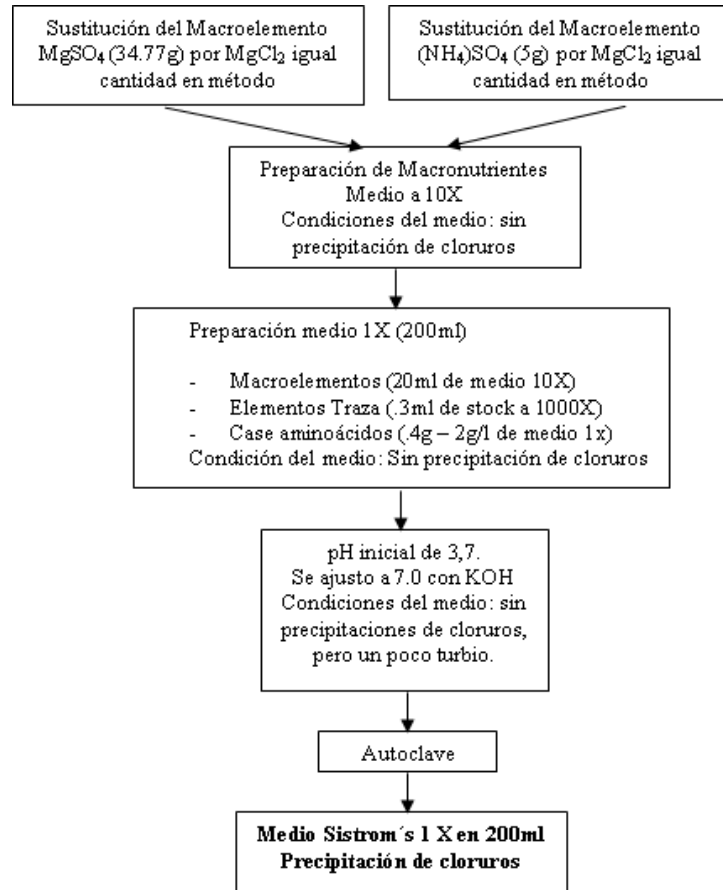 Sustitución del Macroelemento
MgSO₄ (34.77g) por MgCl₂ igual
cantidad en método
Sustitución del Macroelemento
(NH₄)SO₄ (5g) por MgCl₂ igual
cantidad en método
Preparación de Macronutrientes
Medio a 10X
Condiciones del medio: sin
precipitación de cloruros
Preparación medio 1X (200ml)
- Macroelementos (20ml de medio 10X)
- Elementos Traza (.3ml de stock a 1000X)
- Case aminoácidos (.4g – 2g/l de medio 1x)
Condición del medio: Sin precipitación de cloruros
pH inicial de 3,7.
Se ajusto a 7.0 con KOH
Condiciones del medio: sin
precipitaciones de cloruros,
pero un poco turbio.
Autoclave
Medio Sistrom´s 1 X en 200ml
Precipitación de cloruros